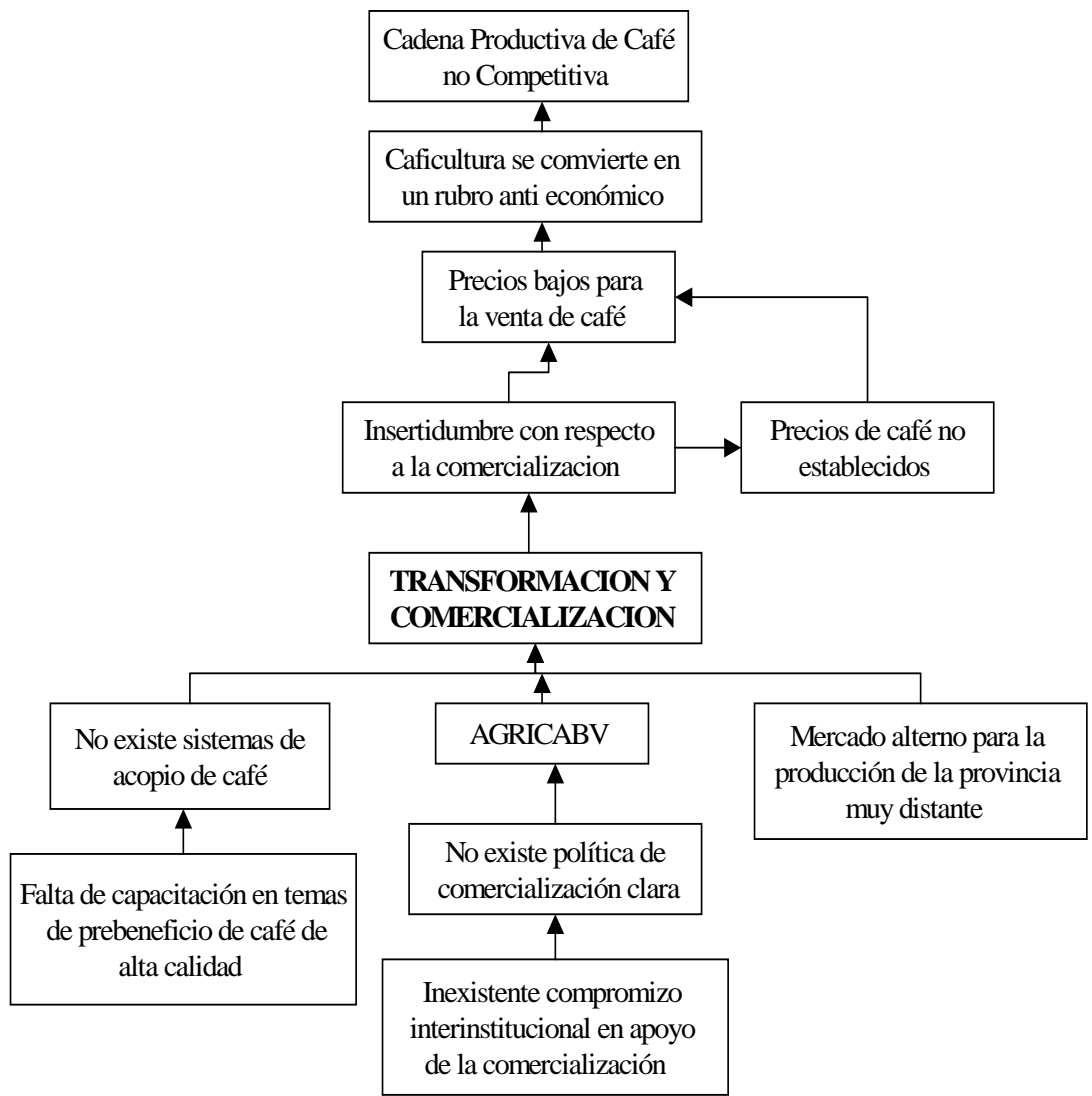 Cadena Productiva de Café
no Competitiva
Caficultura se comvierte en
un rubro anti económico
Precios bajos para
la venta de café
Insertidumbre con respecto
a la comercializacion
Precios de café no
establecidos
TRANSFORMACION Y
COMERCIALIZACION
No existe sistemas de
acopio de café
AGRICABV
Mercado alterno para la
producción de la provincia
muy distante
Falta de capacitación en temas
de prebeneficio de café de
alta calidad
No existe política de
comercialización clara
Inexistente compromizo
interinstitucional en apoyo
de la comercialización